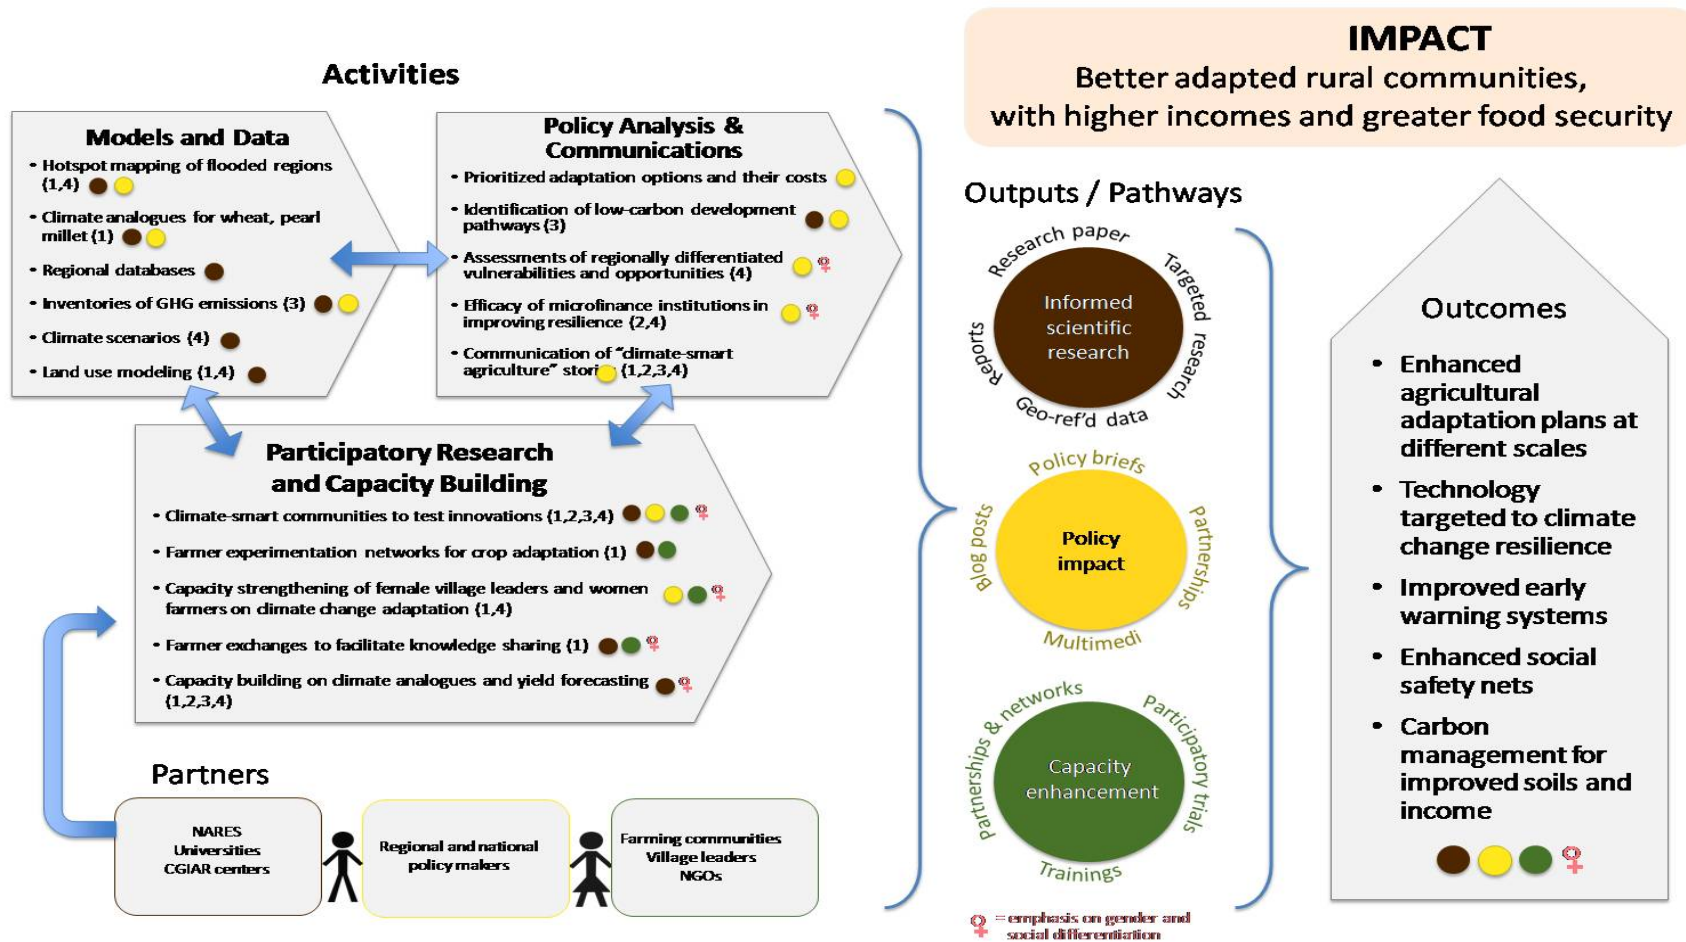 Activities
Models and Data
• Hotspot mapping of flooded regions
(1,4)
• Climate analogues for wheat, pearl
millet (1)
• Regional databases
• Inventories of GHG emissions (3)
• Climate scenarios (4)
• Land use modeling (1,4)
Policy Analysis &
Communications
• Prioritized adaptation options and their costs
• Identification of low-carbon development
pathways (3)
• Assessments of regionally differentiated
vulnerabilities and opportunities (4)
• Efficacy of microfinance institutions in
improving resilience (2,4)
• Communication of "climate-smart
agriculture" stori (1,2,3,4)
Participatory Research
and Capacity Building
• Climate-smart communities to test innovations (1,2,3,4)
• Farmer experimentation networks for crop adaptation (1)
• Capacity strengthening of female village leaders and women
farmers on climate change adaptation (1,4)
• Farmer exchanges to facilitate knowledge sharing (1)
• Capacity building on climate analogues and yield forecasting
(1,2,3,4)
Partners
NARES
Universities
CGIAR centers
Regional and national
policy makers
Farming communities
Village leaders
NGOs
IMPACT
Better adapted rural communities,
with higher incomes and greater food security
Outputs / Pathways
Research paper
Targeted research
Reports
Geo-ref'd data
Informed
scientific
research
Policy briefs
Partnerships
Blog posts
Multimedi
Policy
impact
Partnerships & networks
Participatory trials
Trainings
Capacity
enhancement
= emphasis on gender and
social differentiation
Outcomes
• Enhanced
agricultural
adaptation plans at
different scales
• Technology
targeted to climate
change resilience
• Improved early
warning systems
• Enhanced social
safety nets
• Carbon
management for
improved soils and
income